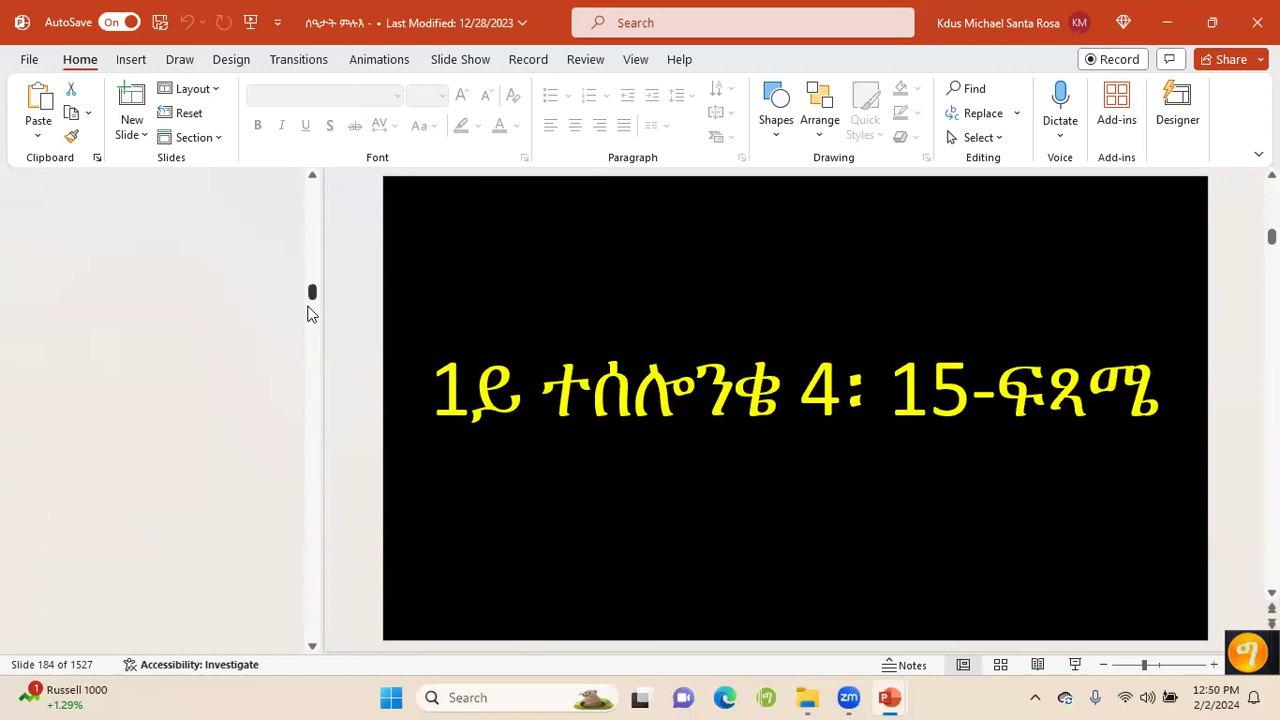 AutoSave On ሰዓታት ምሉእ - • Last Modified: 12/28/2023 Search Kdus Michael Santa Rosa KM
File Home Insert Draw Design Transitions Animations Slide Show Record Review View Help Record Share
Paste New Slide Layout Reset Section Shapes Arrange Quick Styles Find Replace Select Dictate Add-ins Designer
Clipboard Slides Font Paragraph Drawing Editing Voice Add-ins
1ይ ተሰሎንቄ 4፡ 15-ፍጻሜ
Slide 184 of 1527 Accessibility: Investigate Notes
ግ
1 Russell 1000
+1.29%
Search
12:50 PM
2/2/2024